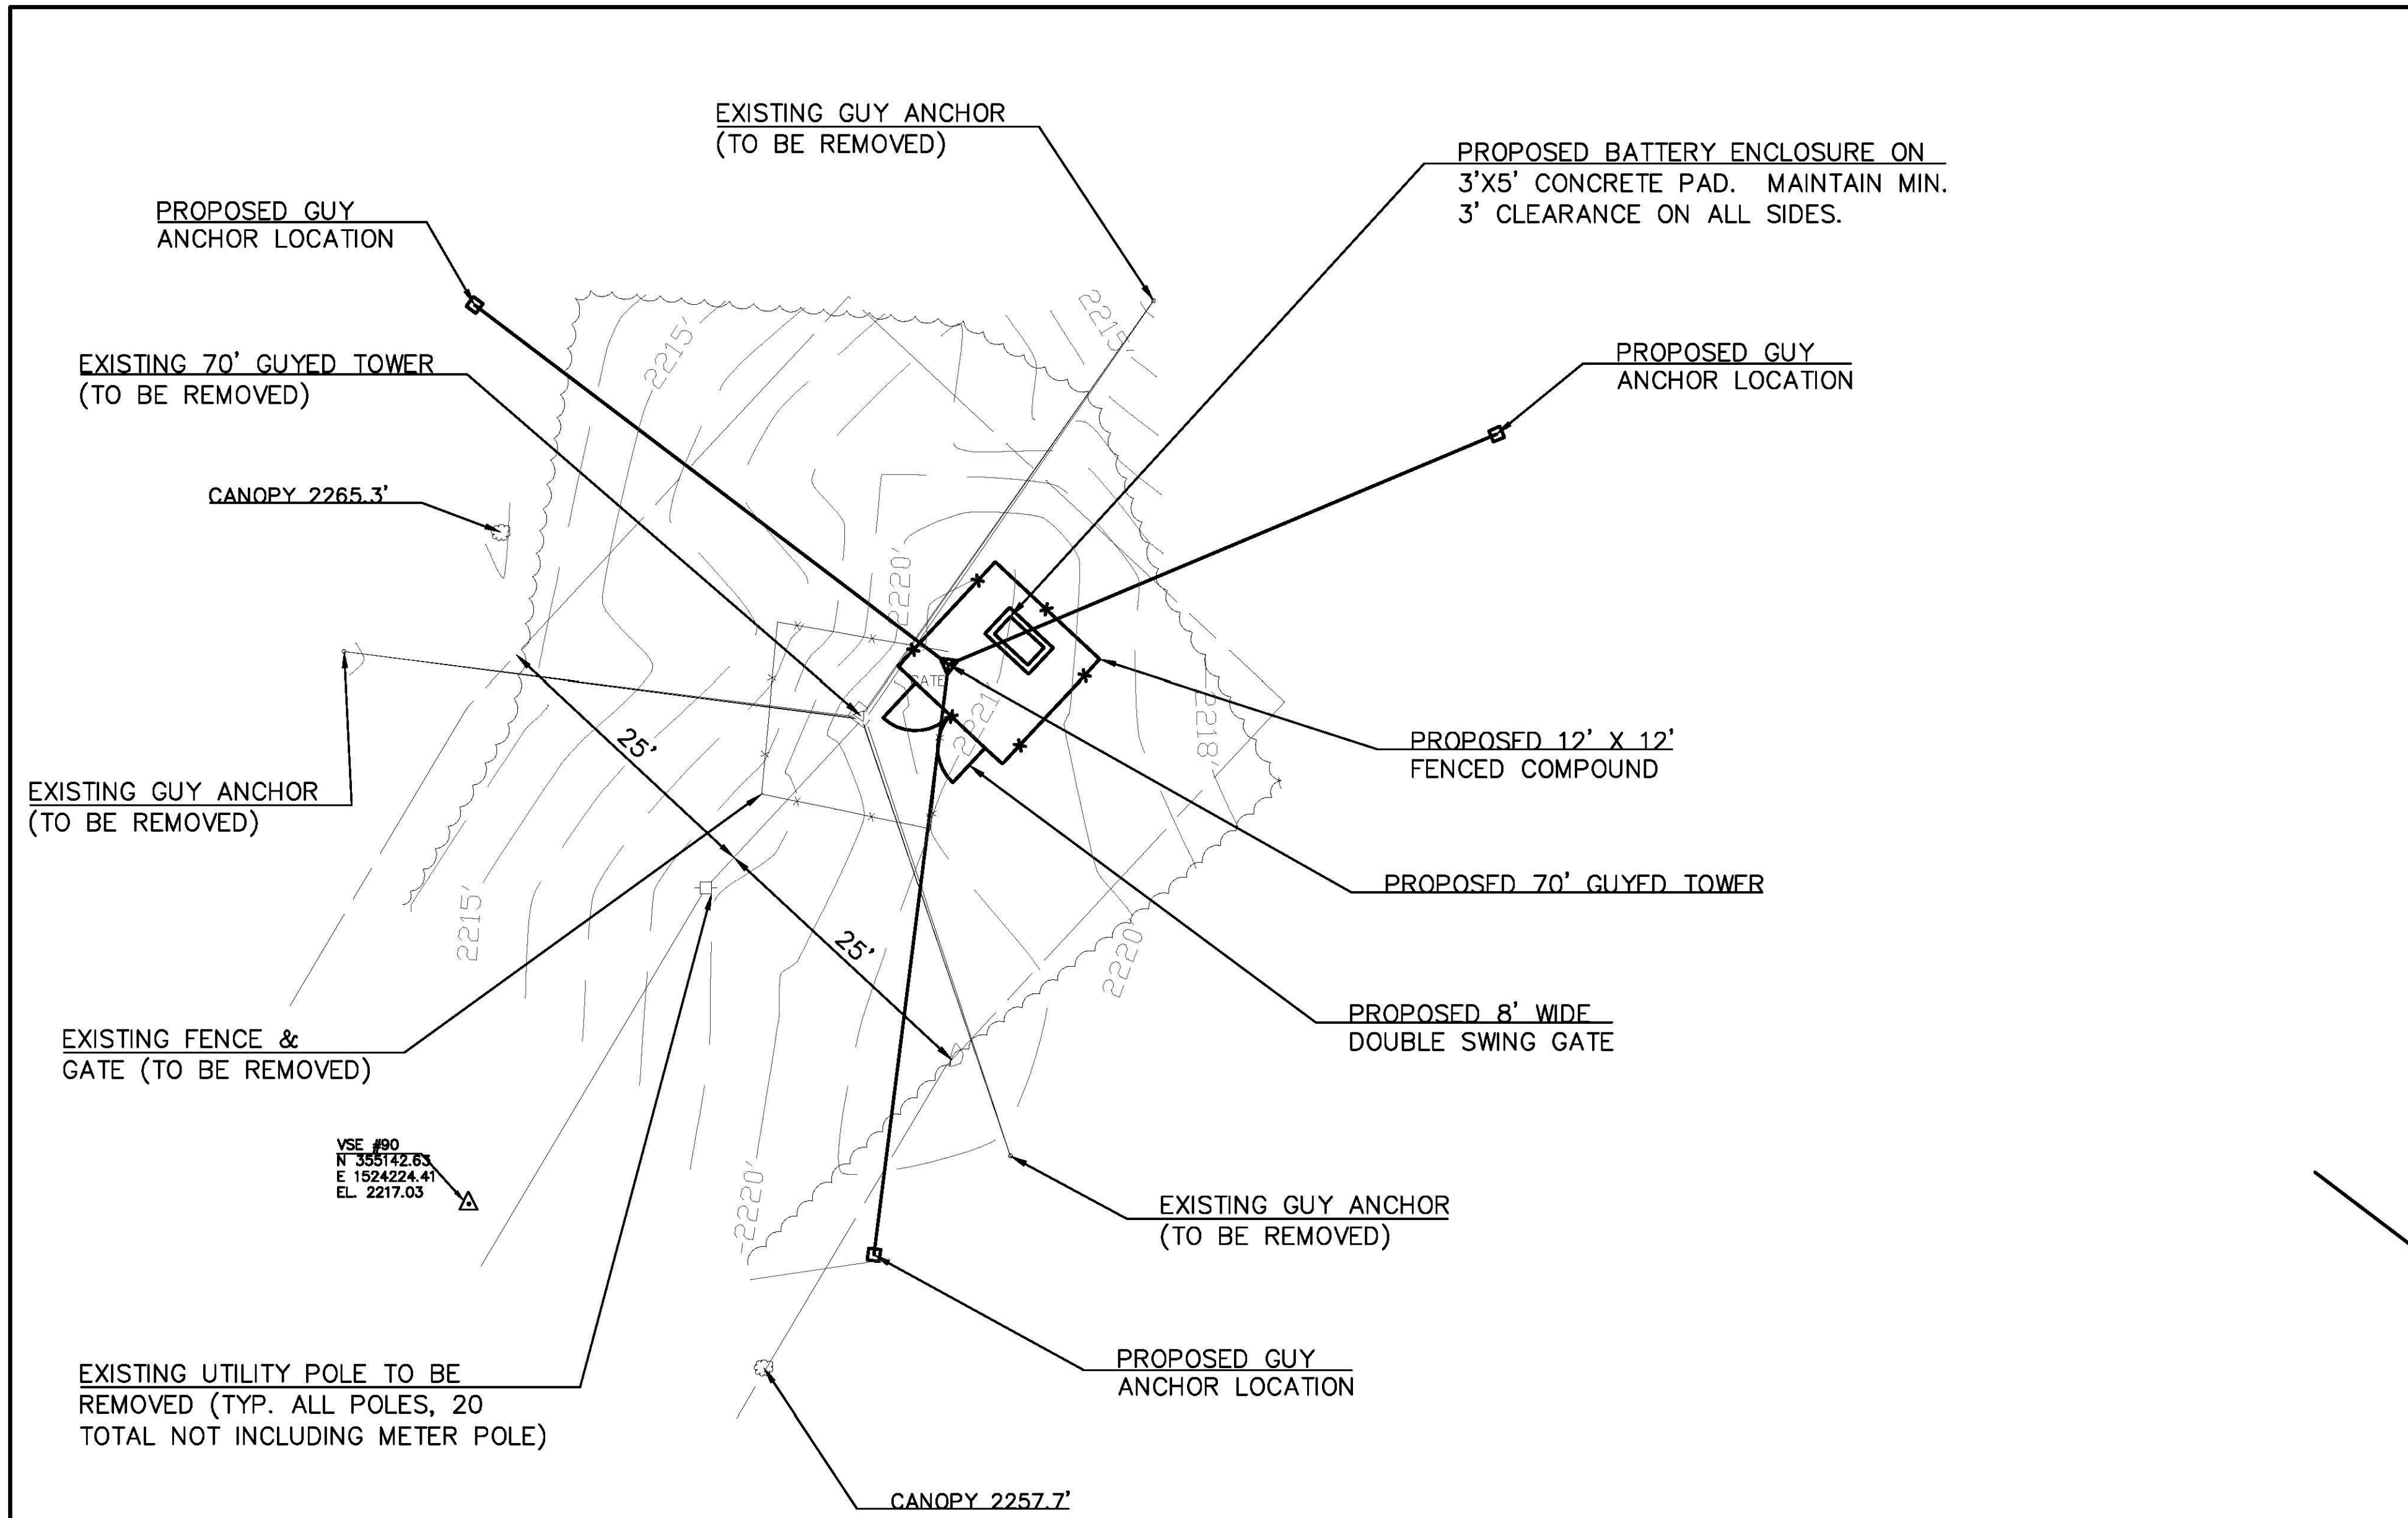 EXISTING GUY ANCHOR
(TO BE REMOVED)
PROPOSED BATTERY ENCLOSURE ON
3'X5' CONCRETE PAD. MAINTAIN MIN.
3' CLEARANCE ON ALL SIDES.
PROPOSED GUY
ANCHOR LOCATION
2215'
2215'
EXISTING 70' GUYED TOWER
(TO BE REMOVED)
PROPOSED GUY
ANCHOR LOCATION
CANOPY 2265.3'
2220'
GATE
2221'
2218'
25'
PROPOSED 12' X 12'
FENCED COMPOUND
EXISTING GUY ANCHOR
(TO BE REMOVED)
PROPOSED 70' GUYED TOWER
2215'
25'
2220'
PROPOSED 8' WIDE
DOUBLE SWING GATE
EXISTING FENCE &
GATE (TO BE REMOVED)
VSE #90
N 355142.63
E 1524224.41
EL. 2217.03
2220'
EXISTING GUY ANCHOR
(TO BE REMOVED)
PROPOSED GUY
ANCHOR LOCATION
EXISTING UTILITY POLE TO BE
REMOVED (TYP. ALL POLES, 20
TOTAL NOT INCLUDING METER POLE)
CANOPY 2257.7'